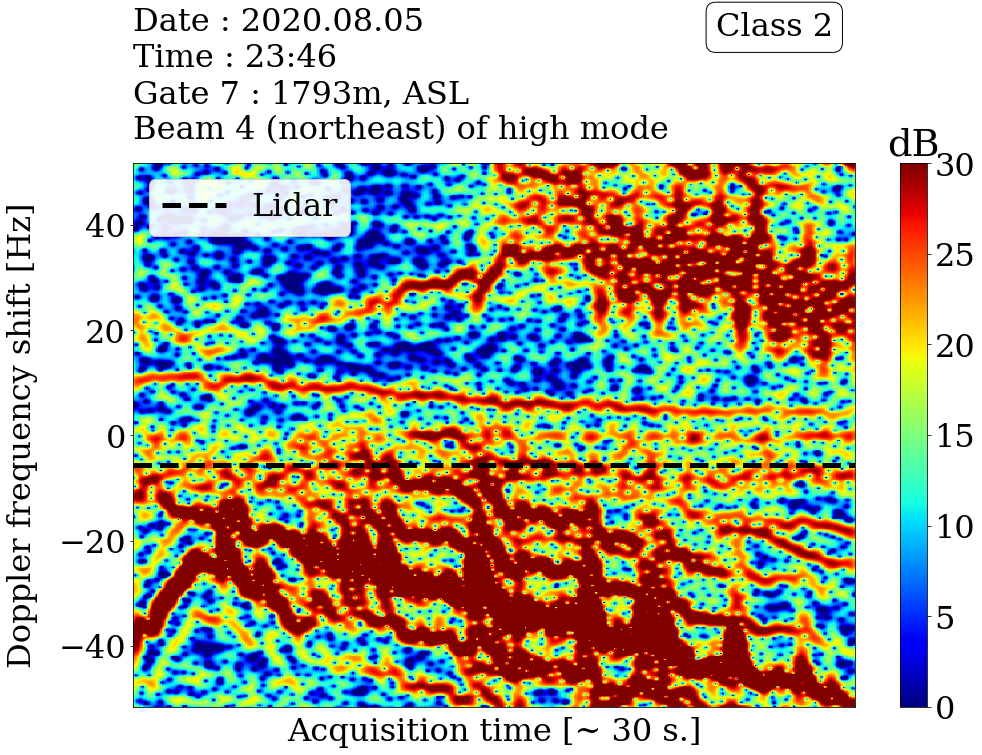 Date : 2020.08.05
Time : 23:46
Gate 7 : 1793m, ASL
Beam 4 (northeast) of high mode
Class 2
dB
Lidar
Doppler frequency shift [Hz]
40
20
0
−20
−40
30
25
20
15
10
5
0
Acquisition time [~ 30 s.]